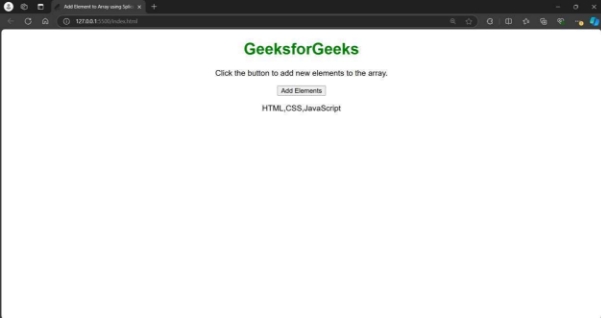 Add Element to Array using Splic
127.0.0.1:5500/index.html
GeeksforGeeks
Click the button to add new elements to the array.
Add Elements
HTML,CSS,JavaScript